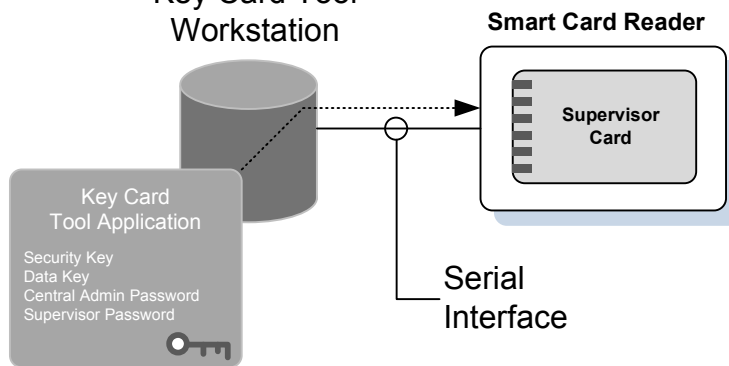 Workstation
Smart Card Reader
Supervisor
Card
Key Card
Tool Application
Security Key
Data Key
Central Admin Password
Supervisor Password
Serial
Interface